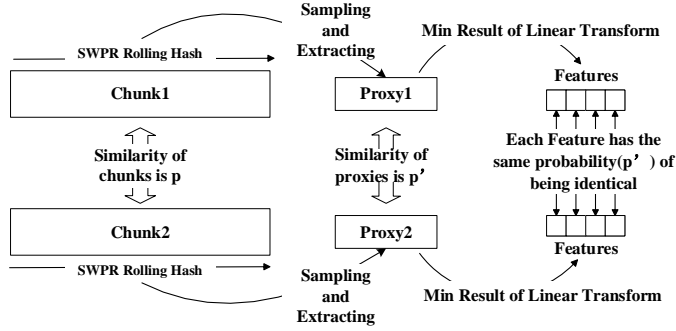 Sampling
and
Extracting
Min Result of Linear Transform
SWPR Rolling Hash
Features
Chunk1
Proxy1
Similarity of
chunks is p
Similarity of
proxies is p’
Each Feature has the
same probability(p’) of
being identical
Chunk2
Proxy2
Features
SWPR Rolling Hash
Sampling
and
Extracting
Min Result of Linear Transform